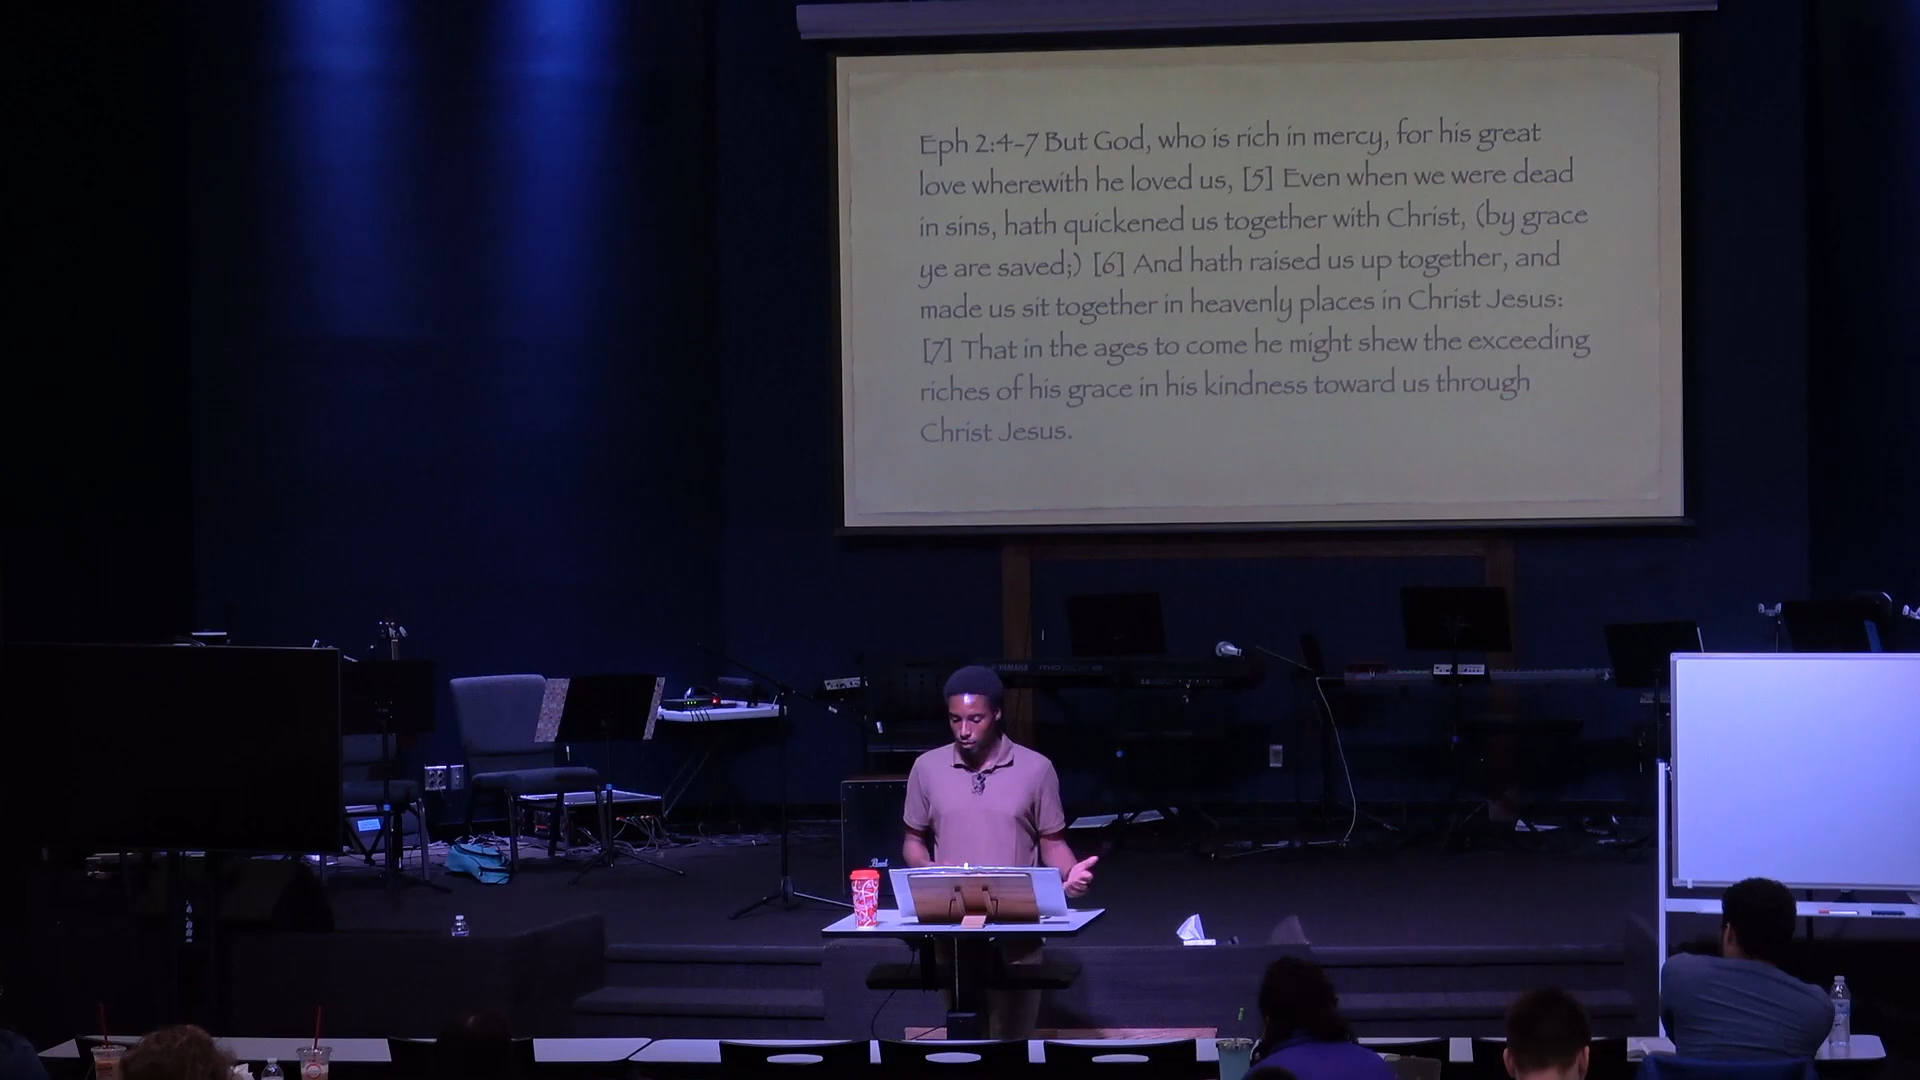 Eph 2:4-7 But God, who is rich in mercy, for his great
love wherewith he loved us, [5] Even when we were dead
in sins, hath quickened us together with Christ, (by grace
ye are saved;) [6] And hath raised us up together, and
made us sit together in heavenly places in Christ Jesus:
[7] That in the ages to come he might shew the exceeding
riches of his grace in his kindness toward us through
Christ Jesus.
YAMAHA
Pearl